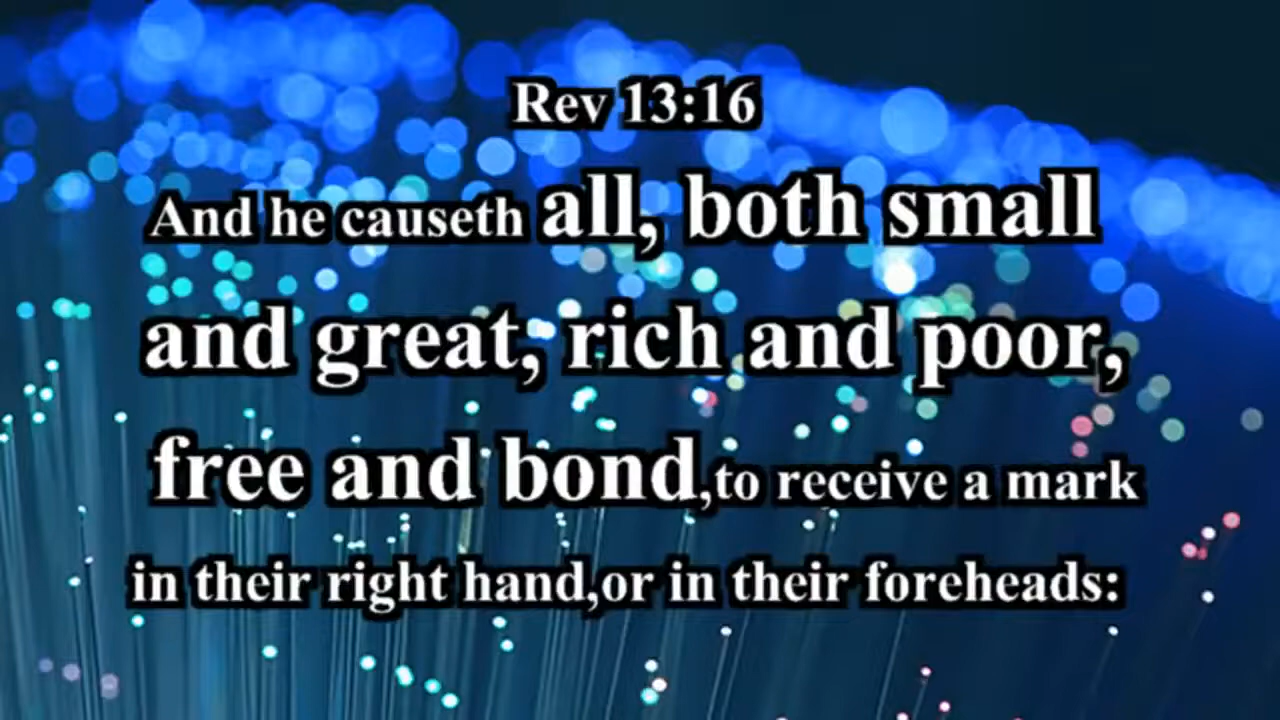 Rev 13:16
And he causeth all, both small
and great, rich and poor,
free and bond,to receive a mark
in their right hand,or in their foreheads: